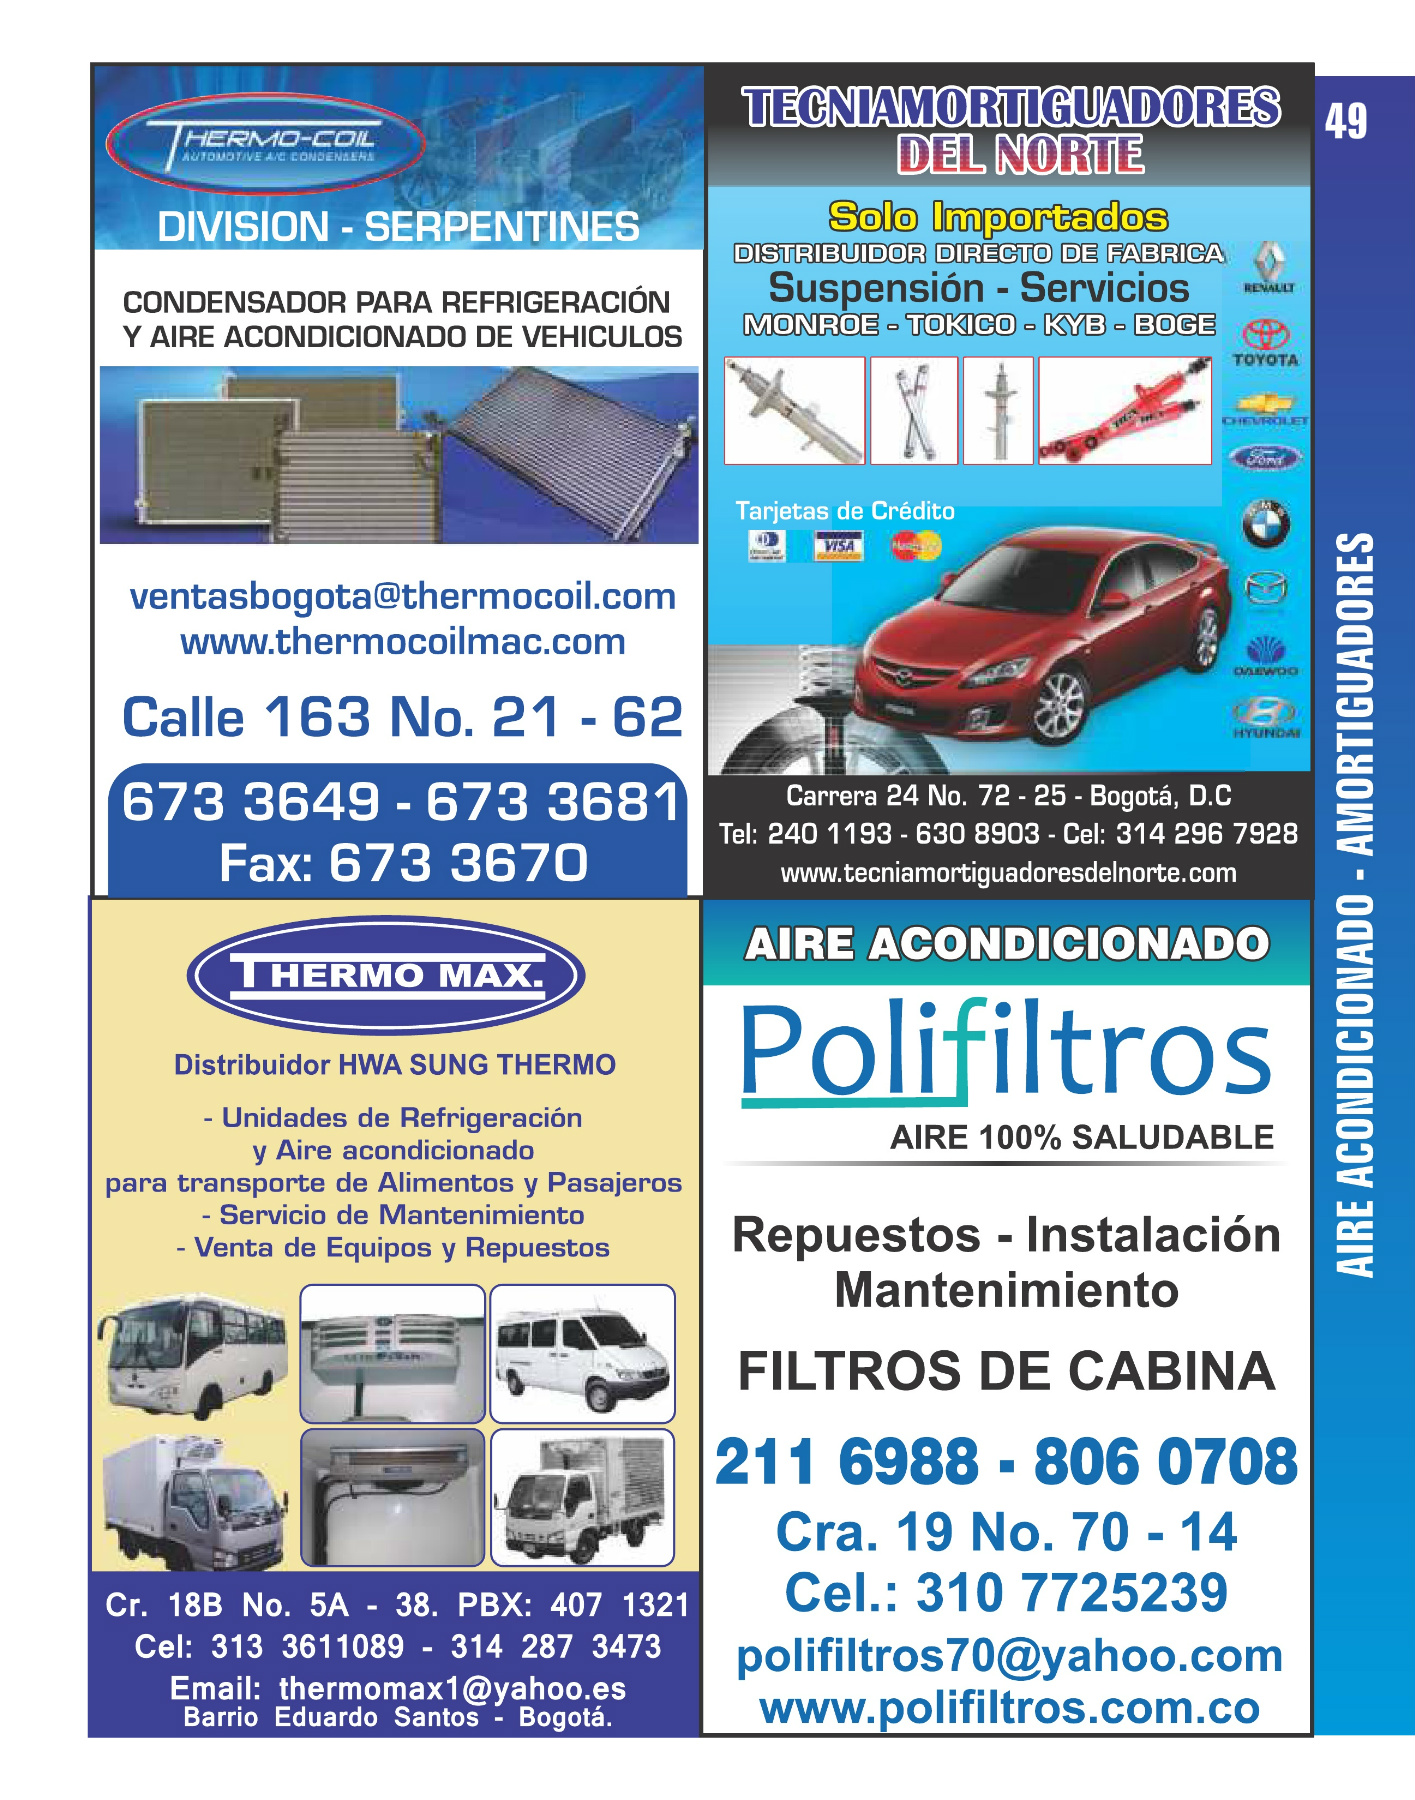 THERMO-COIL
AUTOMOTIVE A/C CONDENSERS
DIVISION - SERPENTINES
CONDENSADOR PARA REFRIGERACIÓN
Y AIRE ACONDICIONADO DE VEHICULOS
ventasbogota@thermocoil.com
www.thermocoilmac.com
Calle 163 No. 21 - 62
673 3649 - 673 3681
Fax: 673 3670
TECNIAMORTIGUADORES
DEL NORTE
Solo Importados
DISTRIBUIDOR DIRECTO DE FABRICA
Suspensión - Servicios
MONROE - TOKICO - KYB - BOGE
RENAULT
TOYOTA
CHEVROLET
Ford
BMW
DAEWOO
HYUNDAI
Tarjetas de Crédito
VISA
MasterCard
Carrera 24 No. 72 - 25 - Bogotá, D.C
Tel: 240 1193 - 630 8903 - Cel: 314 296 7928
www.tecniamortiguadoresdelnorte.com
THERMO MAX.
Distribuidor HWA SUNG THERMO
- Unidades de Refrigeración
y Aire acondicionado
para transporte de Alimentos y Pasajeros
- Servicio de Mantenimiento
- Venta de Equipos y Repuestos
Cr. 18B No. 5A - 38. PBX: 407 1321
Cel: 313 3611089 - 314 287 3473
Email: thermomax1@yahoo.es
Barrio Eduardo Santos - Bogotá.
AIRE ACONDICIONADO
Polifiltros
AIRE 100% SALUDABLE
Repuestos - Instalación
Mantenimiento
FILTROS DE CABINA
211 6988 - 806 0708
Cra. 19 No. 70 - 14
Cel.: 310 7725239
polifiltros70@yahoo.com
www.polifiltros.com.co
49
AIRE ACONDICIONADO - AMORTIGUADORES